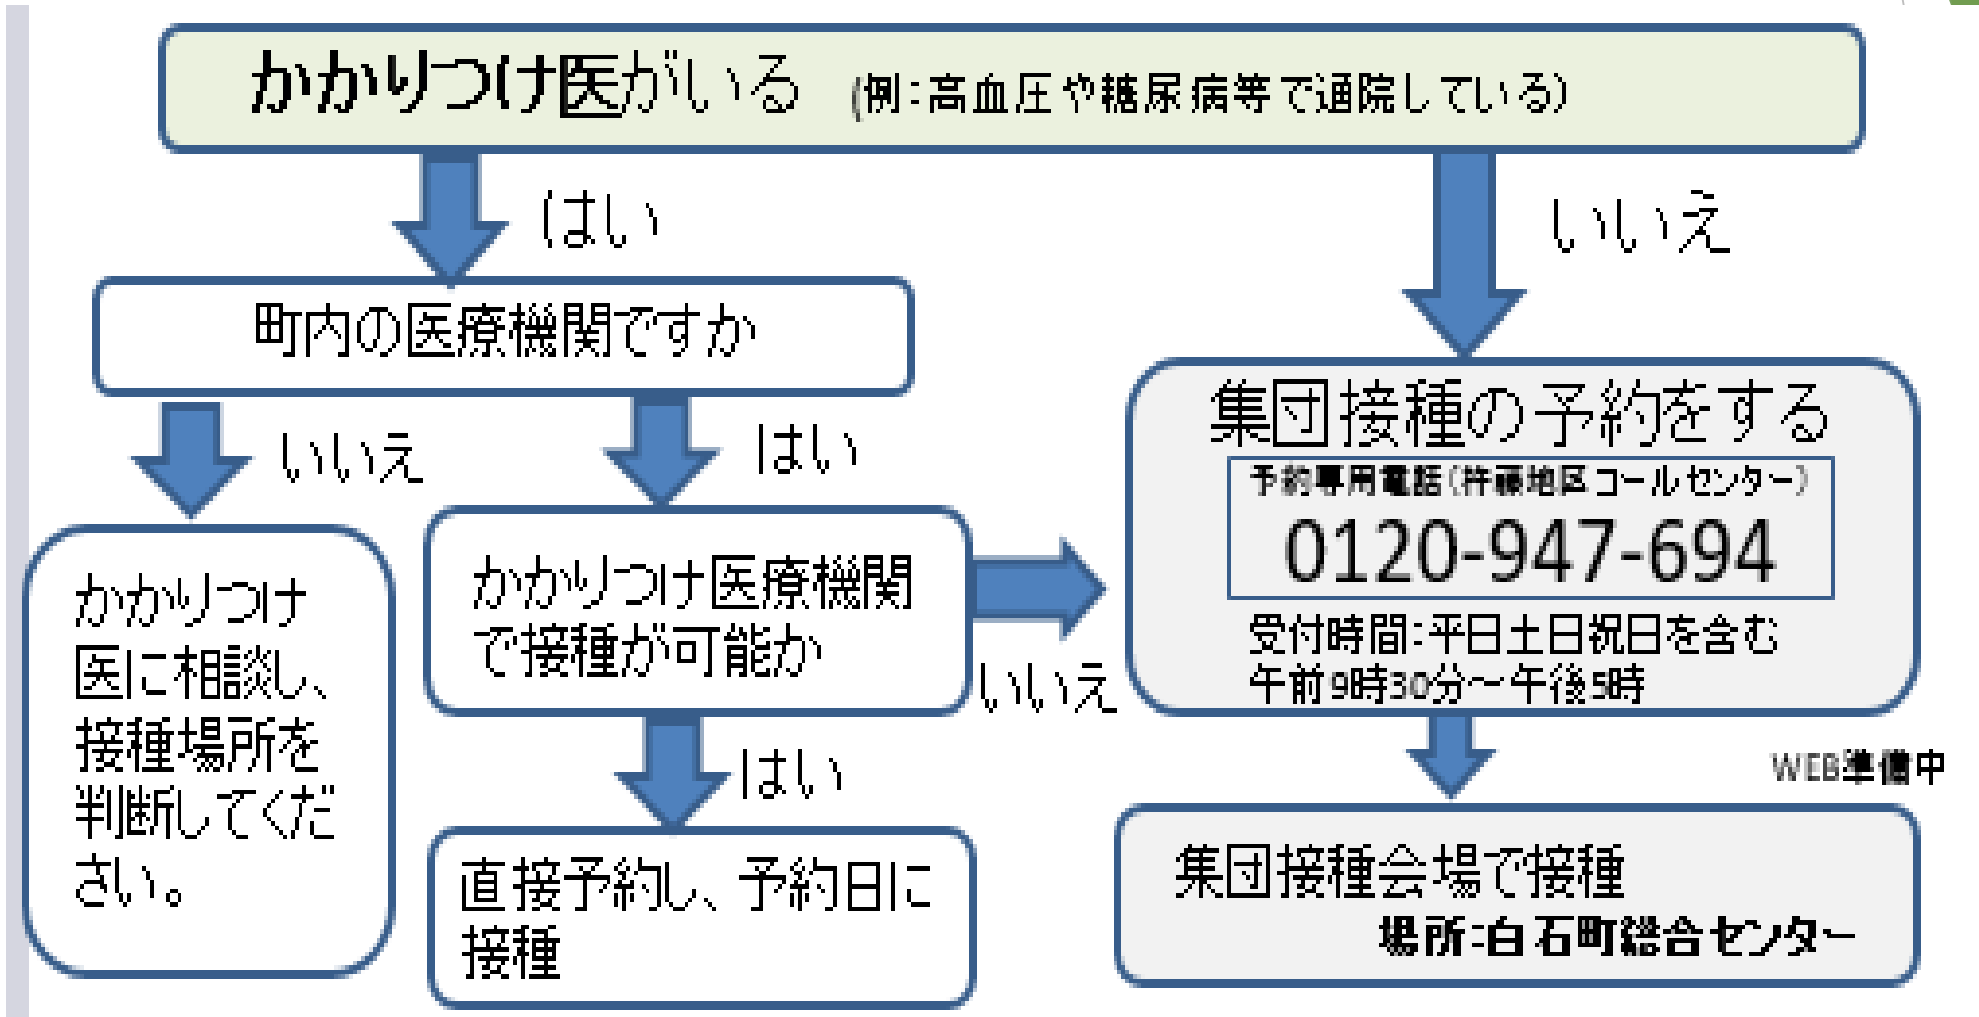 かかりつけ医がいる (例:高血圧や糖尿病等で通院している)
はい
いいえ
町内の医療機関ですか
いいえ
はい
かかりつけ
医に相談し、
接種場所を
判断してくだ
さい。
かかりつけ医療機関
で接種が可能か
いいえ
はい
直接予約し、予約日に
接種
集団接種の予約をする
予約専用電話(杵藤地区コールセンター)
0120-947-694
受付時間:平日土日祝日を含む
午前9時30分~午後5時
WEB準備中
集団接種会場で接種
場所:白石町総合センター